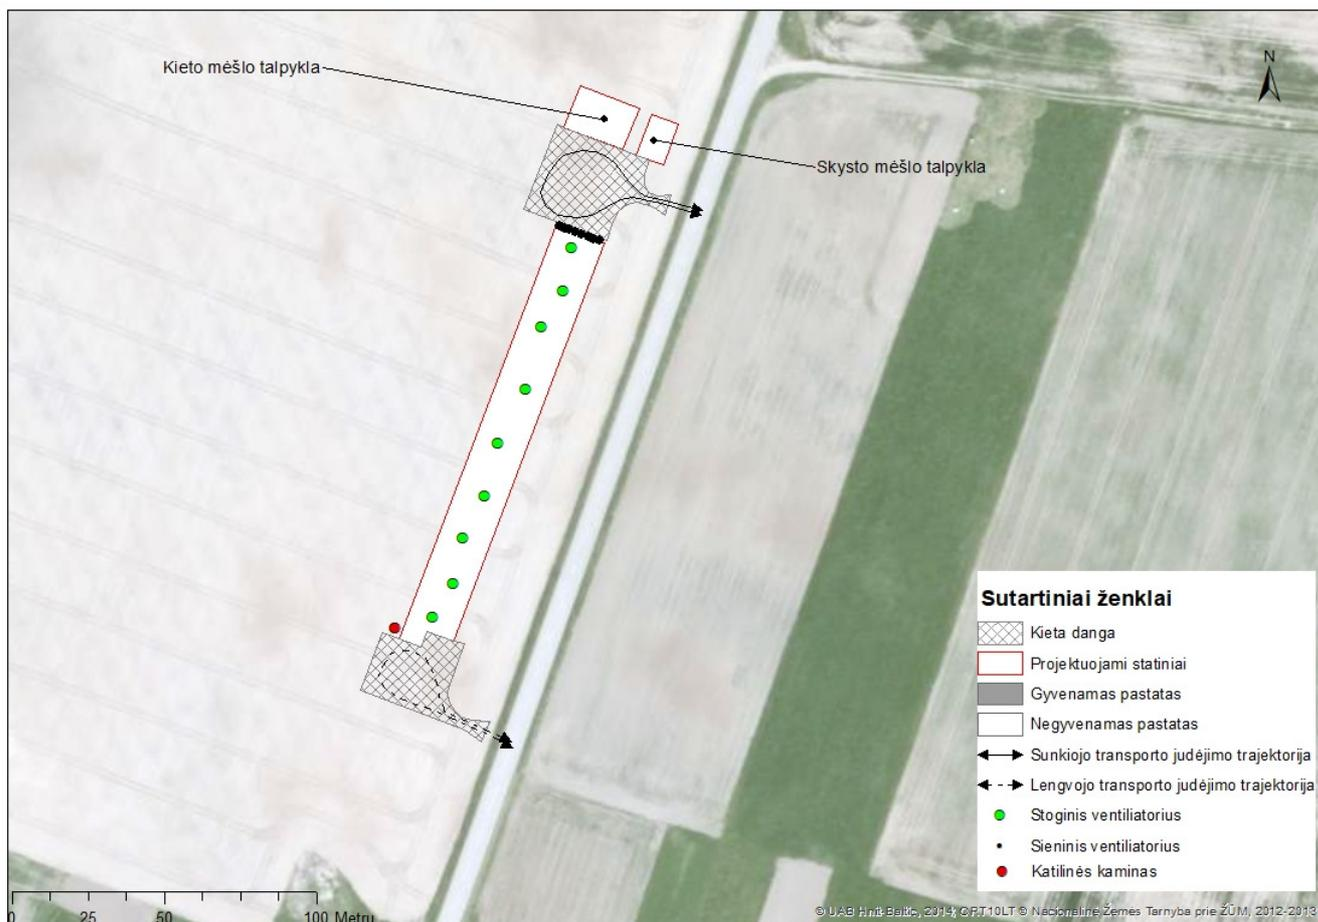 N
Kieto mėšlo talpykla
Skysto mėšlo talpykla
Sutartiniai ženklai
Kieta danga
Projektuojami statiniai
Gyvenamas pastatas
Negyvenamas pastatas
Sunkiojo transporto judėjimo trajektorija
Lengvojo transporto judėjimo trajektorija
Stoginis ventiliatorius
Sieninis ventiliatorius
Katilinės kaminas
0 25 50 100 Metrų
© UAB Hnit-Baltic, 2014; ORT10LT © Nacionalinė Žemės Tarnyba prie ŽŪM, 2012-2013